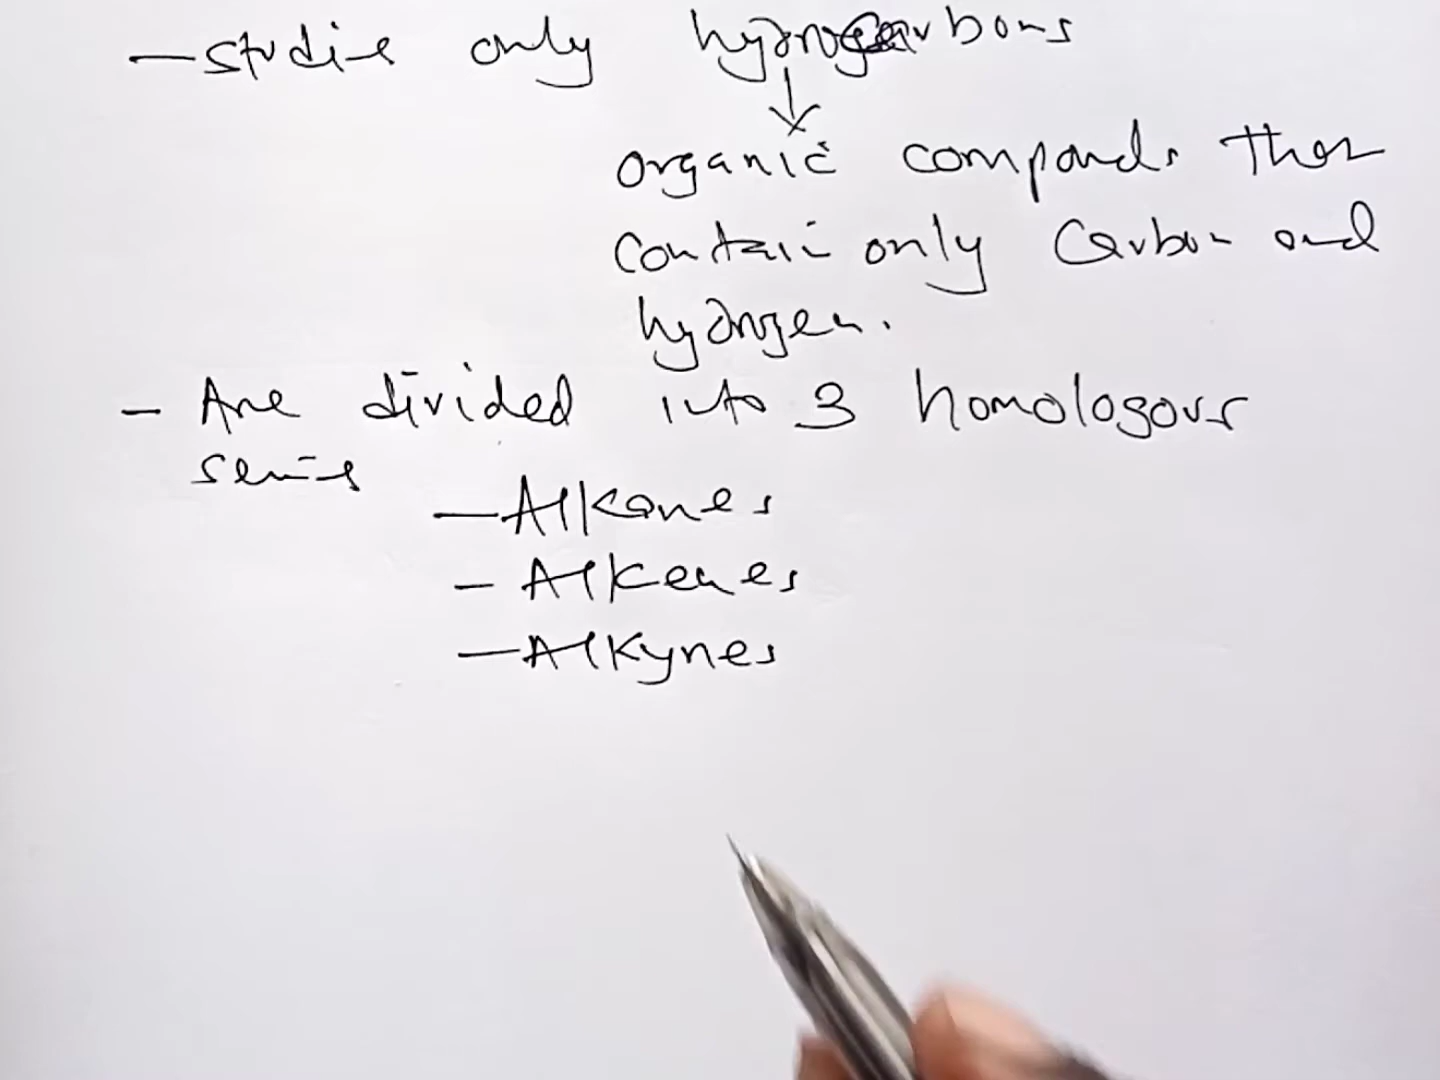 - studie only hydrocarbons
organic compounds that
contain only carbon and
hydrogen.
- Are divided into 3 homologous
series
- Alkanes
- Alkenes
- Alkynes